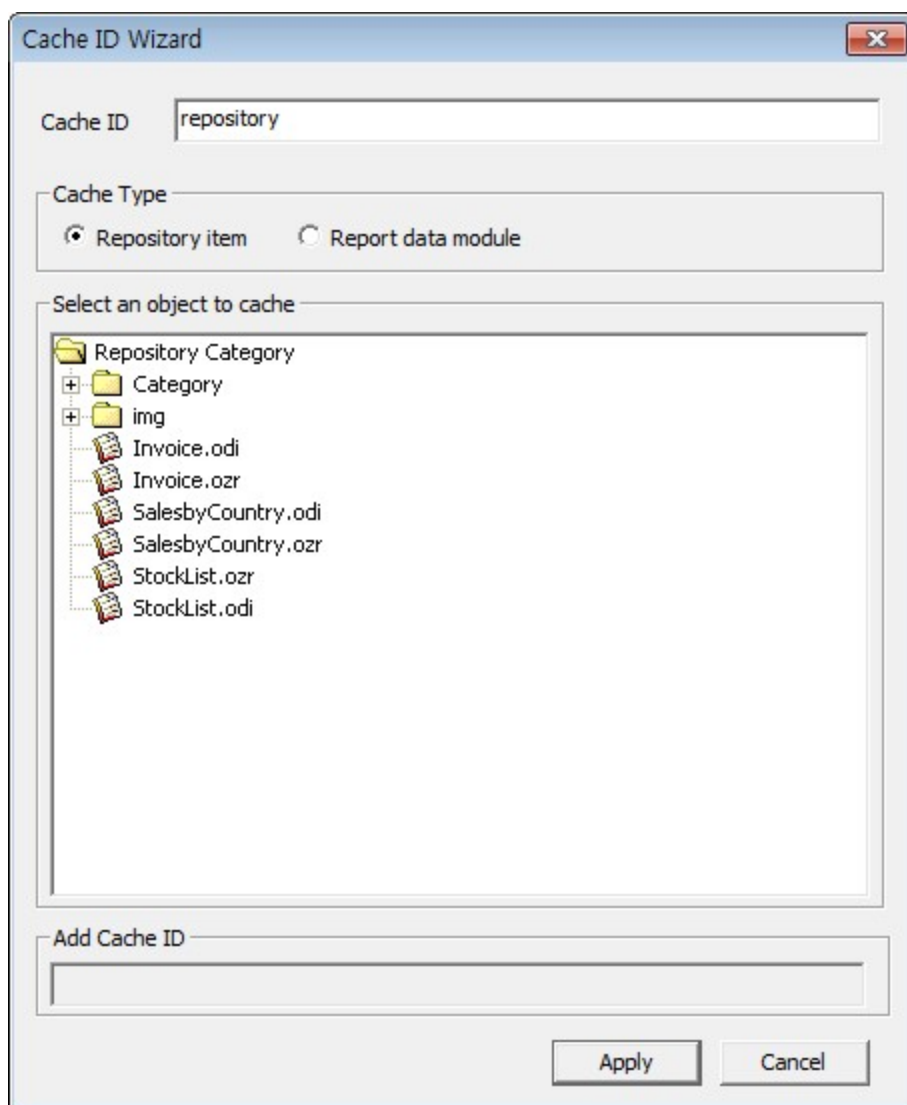 Cache ID Wizard
Cache ID repository
Cache Type
Repository item Report data module
Select an object to cache
Repository Category
Category
img
Invoice.odi
Invoice.ozr
SalesbyCountry.odi
SalesbyCountry.ozr
StockList.ozr
StockList.odi
Add Cache ID
Apply Cancel